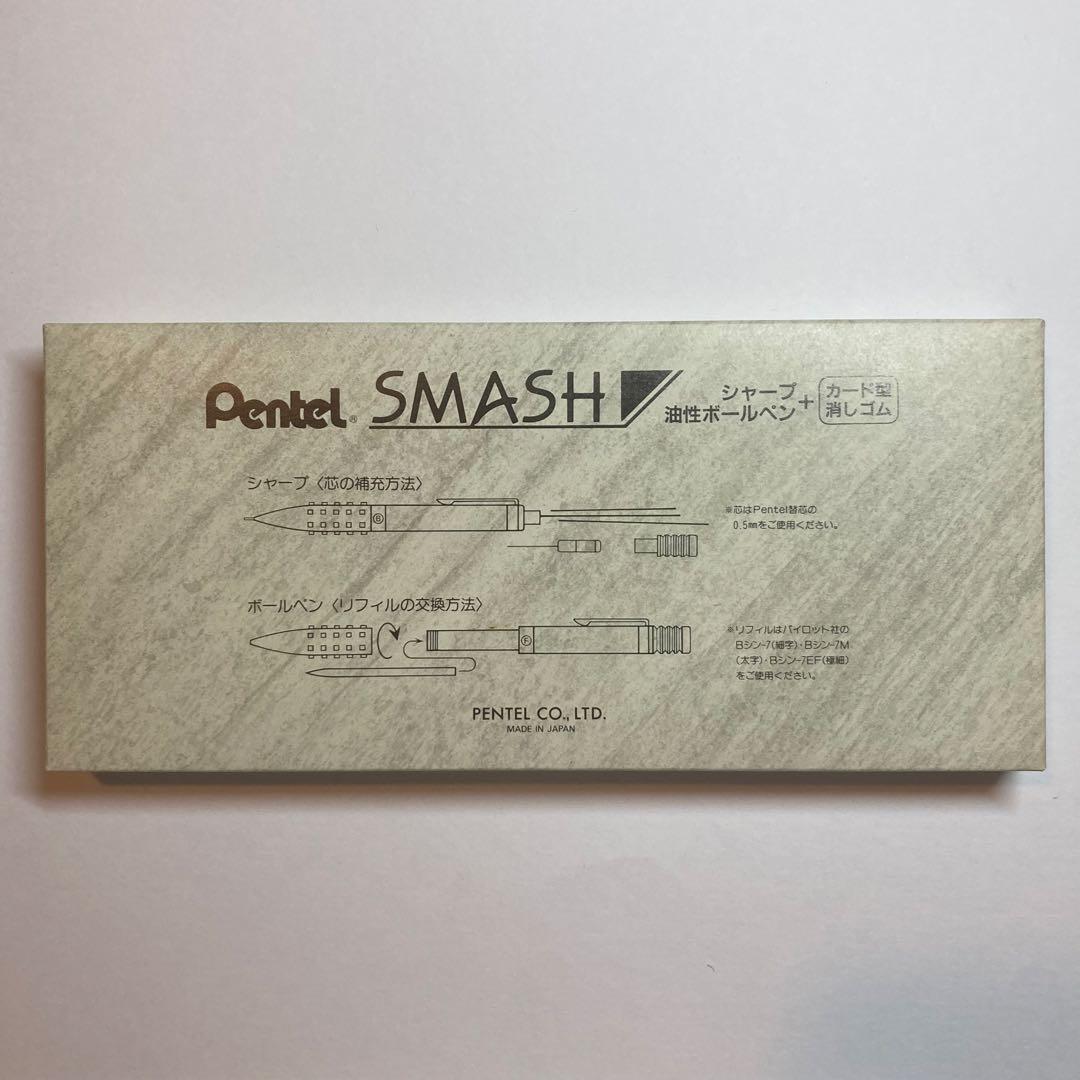 Pentel® SMASH
シャープ
油性ボールペン+
カード型
消しゴム
シャープ〈芯の補充方法〉
B
※芯はPentel替芯の
0.5㎜をご使用ください。
ボールペン〈リフィルの交換方法〉
F
※リフィルはパイロット社の
Bシン-7(細字)・Bシン-7M
(太字)・Bシン-7EF(極細)
をご使用ください。
PENTEL CO., LTD.
MADE IN JAPAN